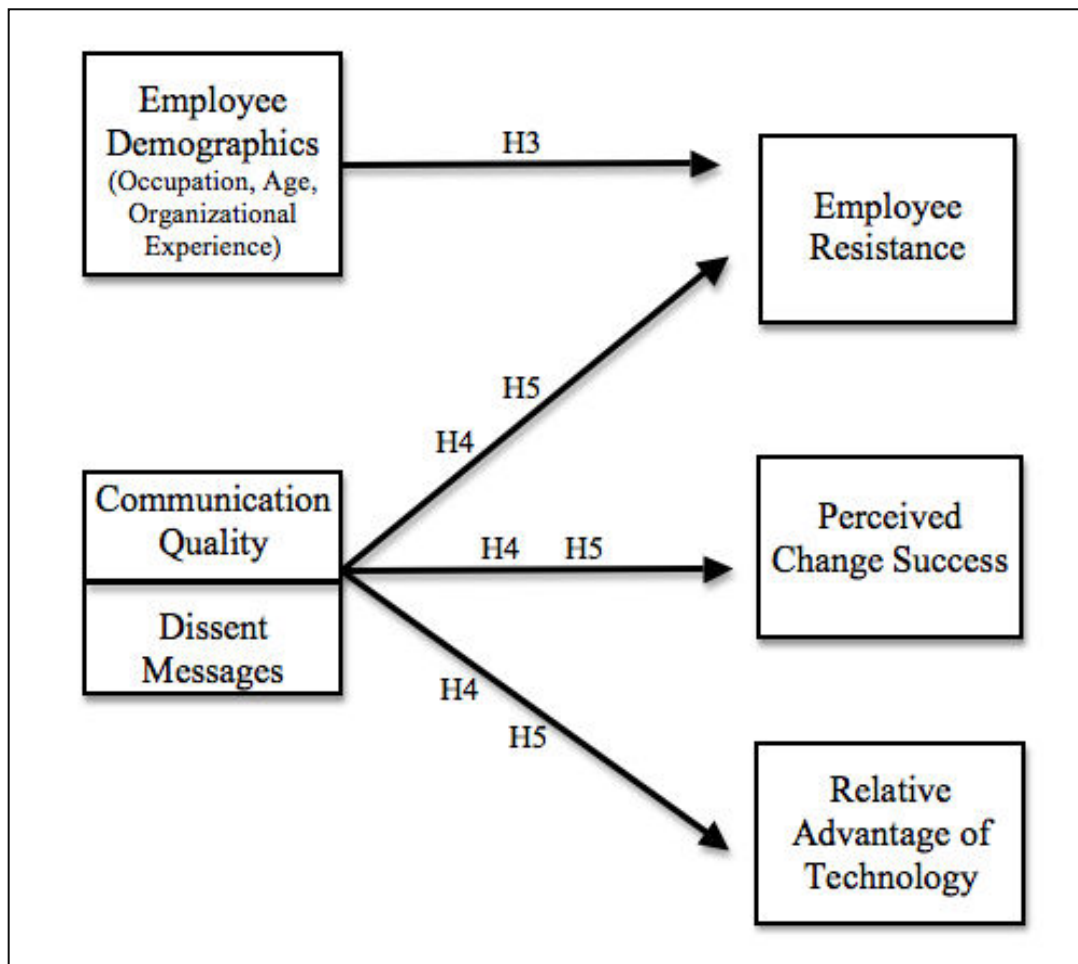 Employee
Demographics
(Occupation, Age,
Organizational
Experience)
H3
Employee
Resistance
H5
H4
Communication
Quality
Dissent
Messages
H4 H5
Perceived
Change Success
H4
H5
Relative
Advantage of
Technology